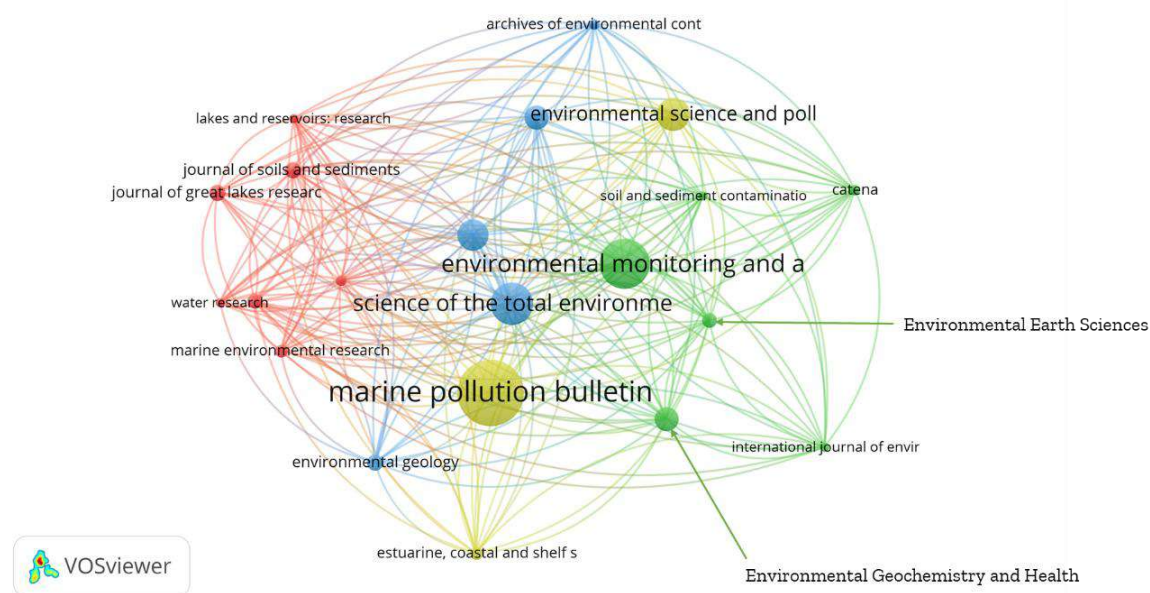 archives of environmental cont
environmental science and poll
lakes and reservoirs: research
journal of soils and sediments
journal of great lakes researc
soil and sediment contaminatio
catena
environmental monitoring and a
science of the total environme
water research
Environmental Earth Sciences
marine environmental research
marine pollution bulletin
international journal of envir
environmental geology
estuarine, coastal and shelf s
VOSviewer
Environmental Geochemistry and Health